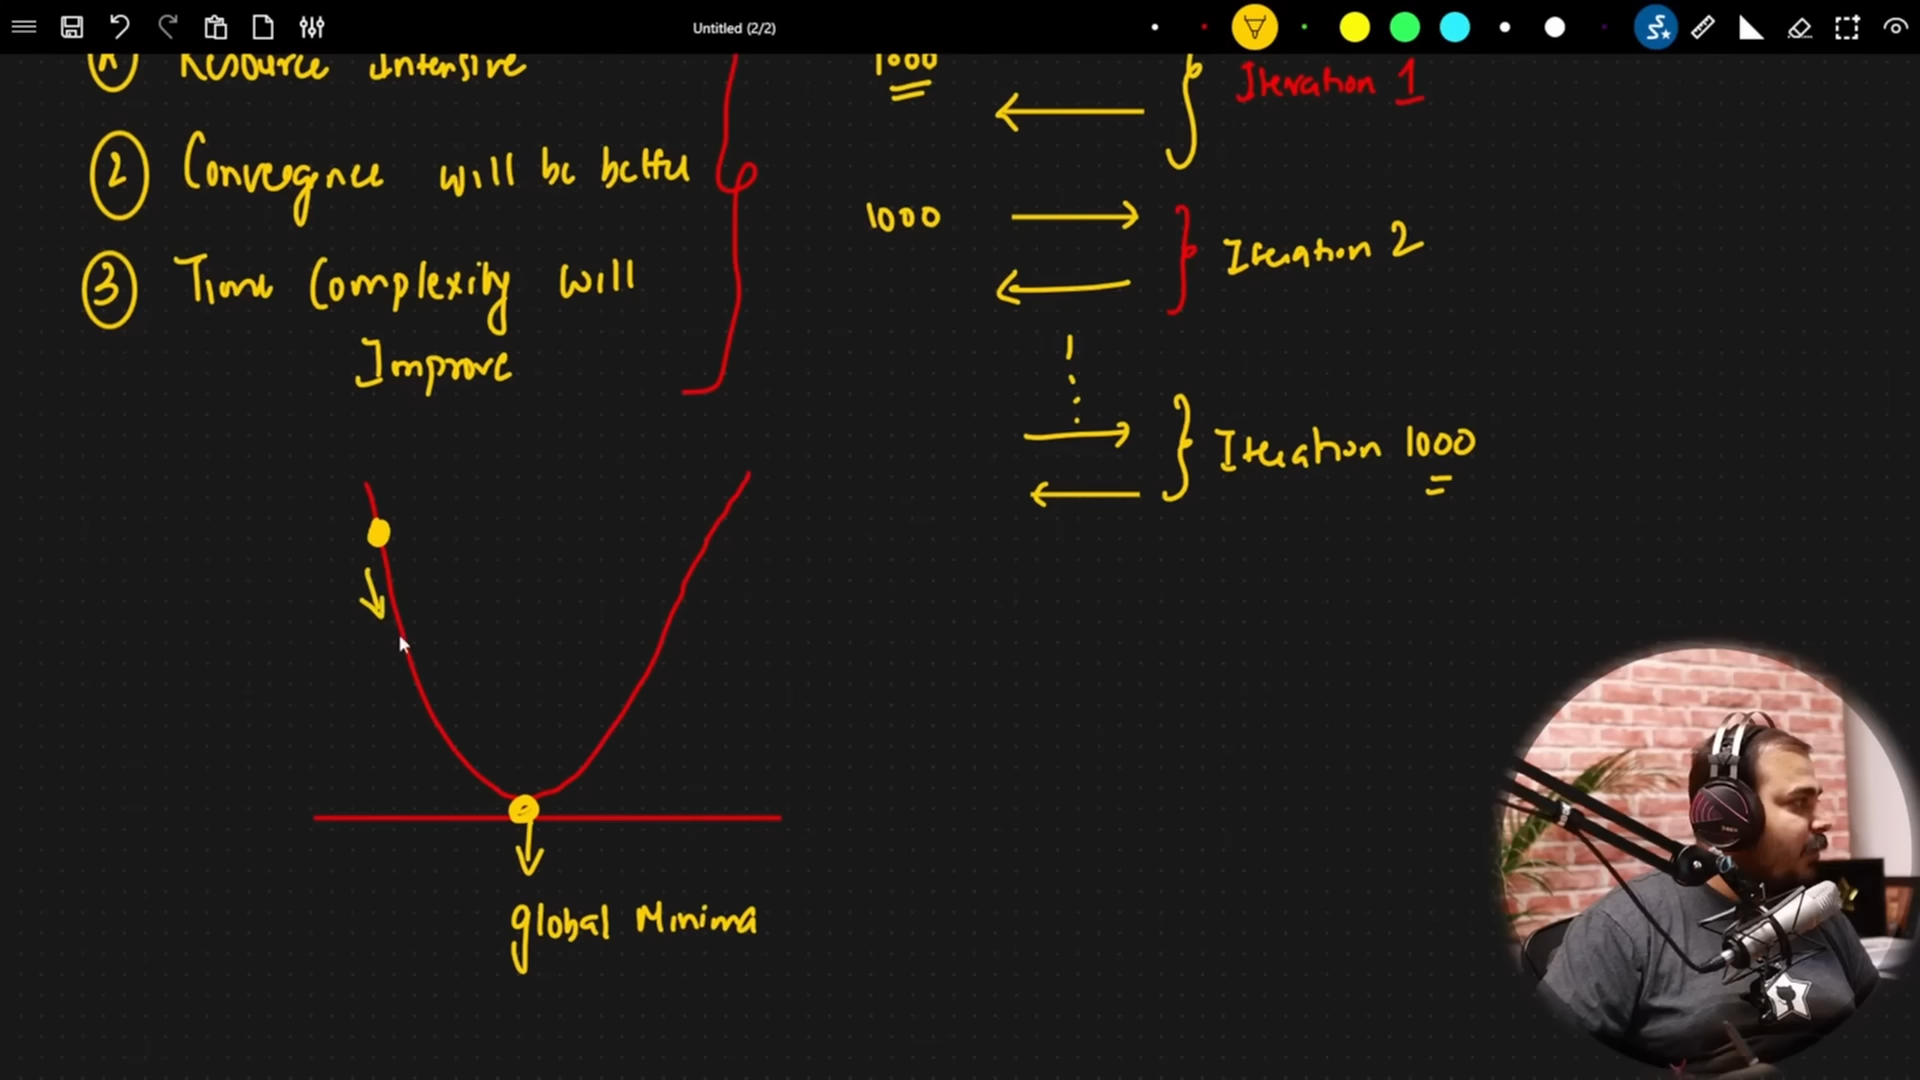 Untitled (2/2)
Resource Intensive
② Convergence will be better
③ Time Complexity will
Improve
1000
Iteration 1
1000
Iteration 2
Iteration 1000
global Minima